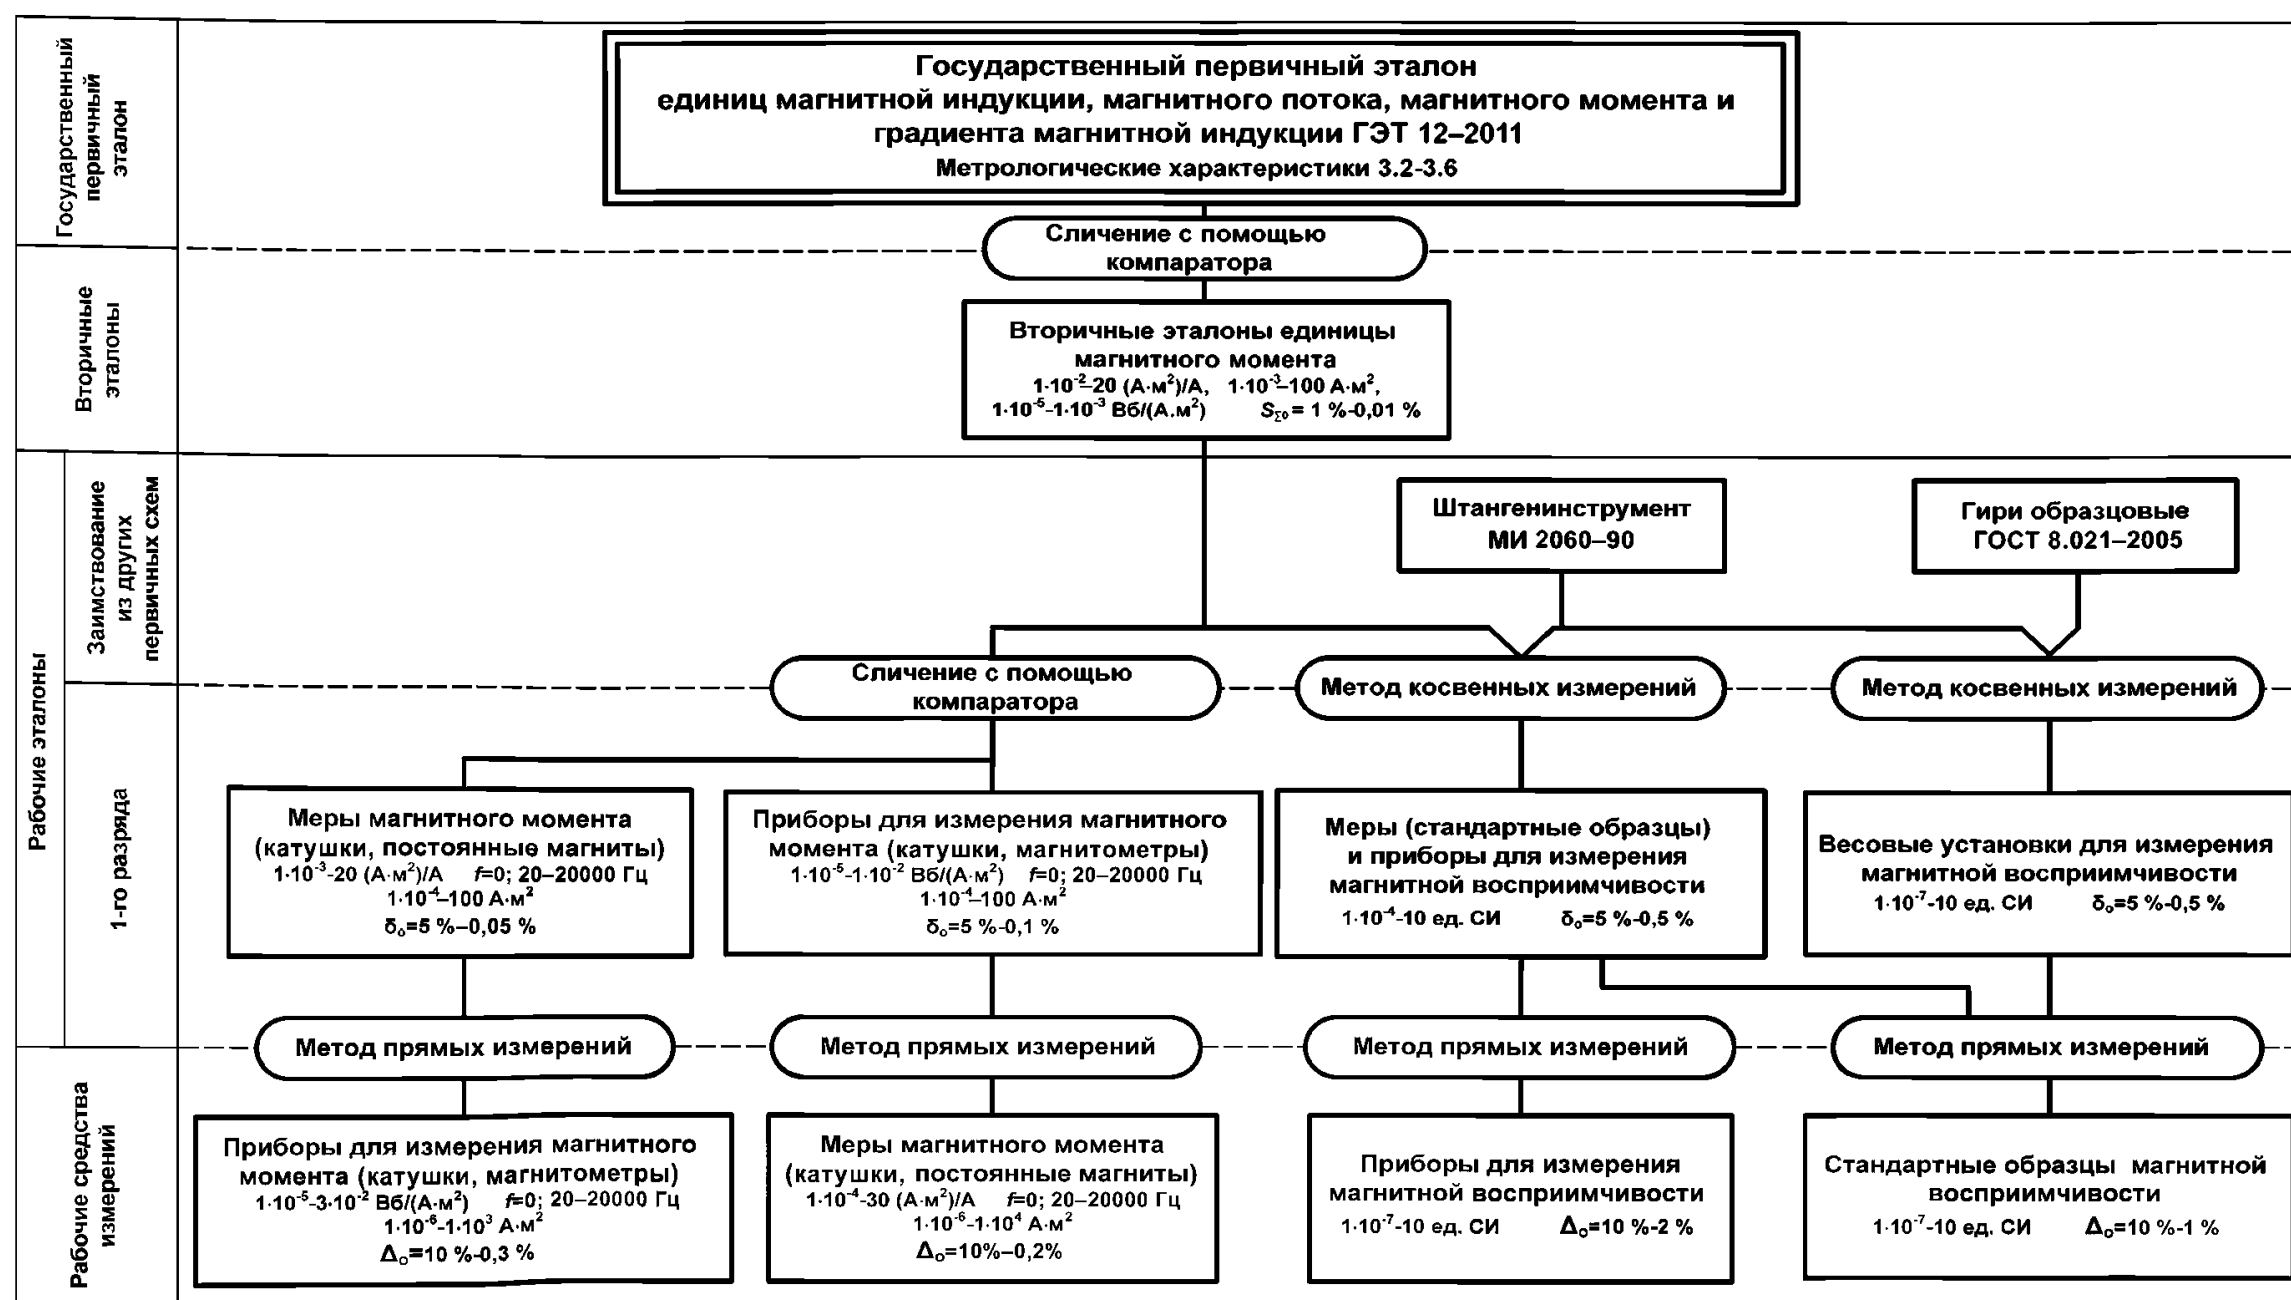 Государственный
первичный
эталон
Государственный первичный эталон
единиц магнитной индукции, магнитного потока, магнитного момента и
градиента магнитной индукции ГЭТ 12–2011
Метрологические характеристики 3.2-3.6
Сличение с помощью
компаратора
Вторичные
эталоны
Вторичные эталоны единицы
магнитного момента
1·10⁻²–20 (А·м²)/А, 1·10⁻³–100 А·м²,
1·10⁻⁵-1·10⁻³ Вб/(А.м²) S_Σ0 = 1 %-0,01 %
Рабочие эталоны
Заимствование
из других
первичных схем
Штангенинструмент
МИ 2060–90
Гири образцовые
ГОСТ 8.021–2005
Сличение с помощью
компаратора
Метод косвенных измерений
Метод косвенных измерений
1-го разряда
Меры магнитного момента
(катушки, постоянные магниты)
1·10⁻³-20 (А·м²)/А f=0; 20–20000 Гц
1·10⁻⁴–100 А·м²
δₒ=5 %–0,05 %
Приборы для измерения магнитного
момента (катушки, магнитометры)
1·10⁻⁵-1·10⁻² Вб/(А·м²) f=0; 20–20000 Гц
1·10⁻⁴–100 А·м²
δₒ=5 %-0,1 %
Меры (стандартные образцы)
и приборы для измерения
магнитной восприимчивости
1·10⁻⁴-10 ед. СИ δₒ=5 %-0,5 %
Весовые установки для измерения
магнитной восприимчивости
1·10⁻⁷-10 ед. СИ δₒ=5 %-0,5 %
Метод прямых измерений
Метод прямых измерений
Метод прямых измерений
Метод прямых измерений
Рабочие средства
измерений
Приборы для измерения магнитного
момента (катушки, магнитометры)
1·10⁻⁵-3·10⁻² Вб/(А·м²) f=0; 20–20000 Гц
1·10⁻⁶-1·10³ А·м²
Δₒ=10 %-0,3 %
Меры магнитного момента
(катушки, постоянные магниты)
1·10⁻⁴-30 (А·м²)/А f=0; 20–20000 Гц
1·10⁻⁶-1·10⁴ А·м²
Δₒ=10%–0,2%
Приборы для измерения
магнитной восприимчивости
1·10⁻⁷-10 ед. СИ Δₒ=10 %-2 %
Стандартные образцы магнитной
восприимчивости
1·10⁻⁷-10 ед. СИ Δₒ=10 %-1 %